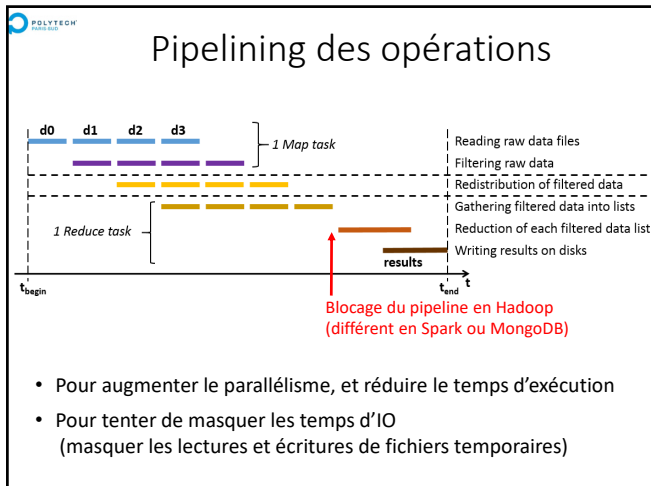 POLYTECH
PARIS-SUD
Pipelining des opérations
d0 d1 d2 d3
1 Map task
Reading raw data files
Filtering raw data
Redistribution of filtered data
Gathering filtered data into lists
1 Reduce task
Reduction of each filtered data list
Writing results on disks
results
tbegin
tend
t
Blocage du pipeline en Hadoop
(différent en Spark ou MongoDB)
• Pour augmenter le parallélisme, et réduire le temps d'exécution
• Pour tenter de masquer les temps d'IO
(masquer les lectures et écritures de fichiers temporaires)